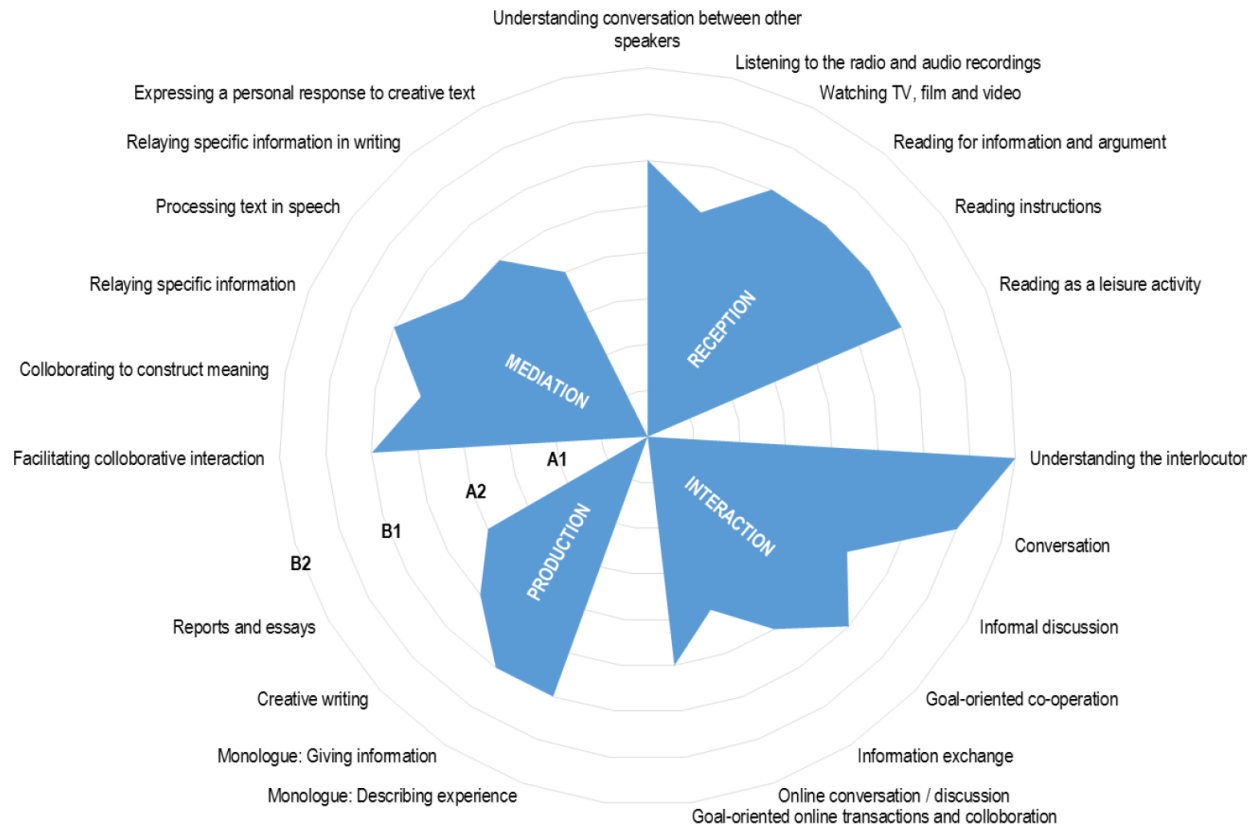 Understanding conversation between other
speakers
Listening to the radio and audio recordings
Expressing a personal response to creative text
Watching TV, film and video
Relaying specific information in writing
Reading for information and argument
Processing text in speech
Reading instructions
Relaying specific information
Reading as a leisure activity
RECEPTION
MEDIATION
Colloborating to construct meaning
Facilitating colloborative interaction
A1
Understanding the interlocutor
A2
INTERACTION
B1
PRODUCTION
Conversation
B2
Reports and essays
Informal discussion
Creative writing
Goal-oriented co-operation
Monologue: Giving information
Information exchange
Monologue: Describing experience
Online conversation / discussion
Goal-oriented online transactions and colloboration